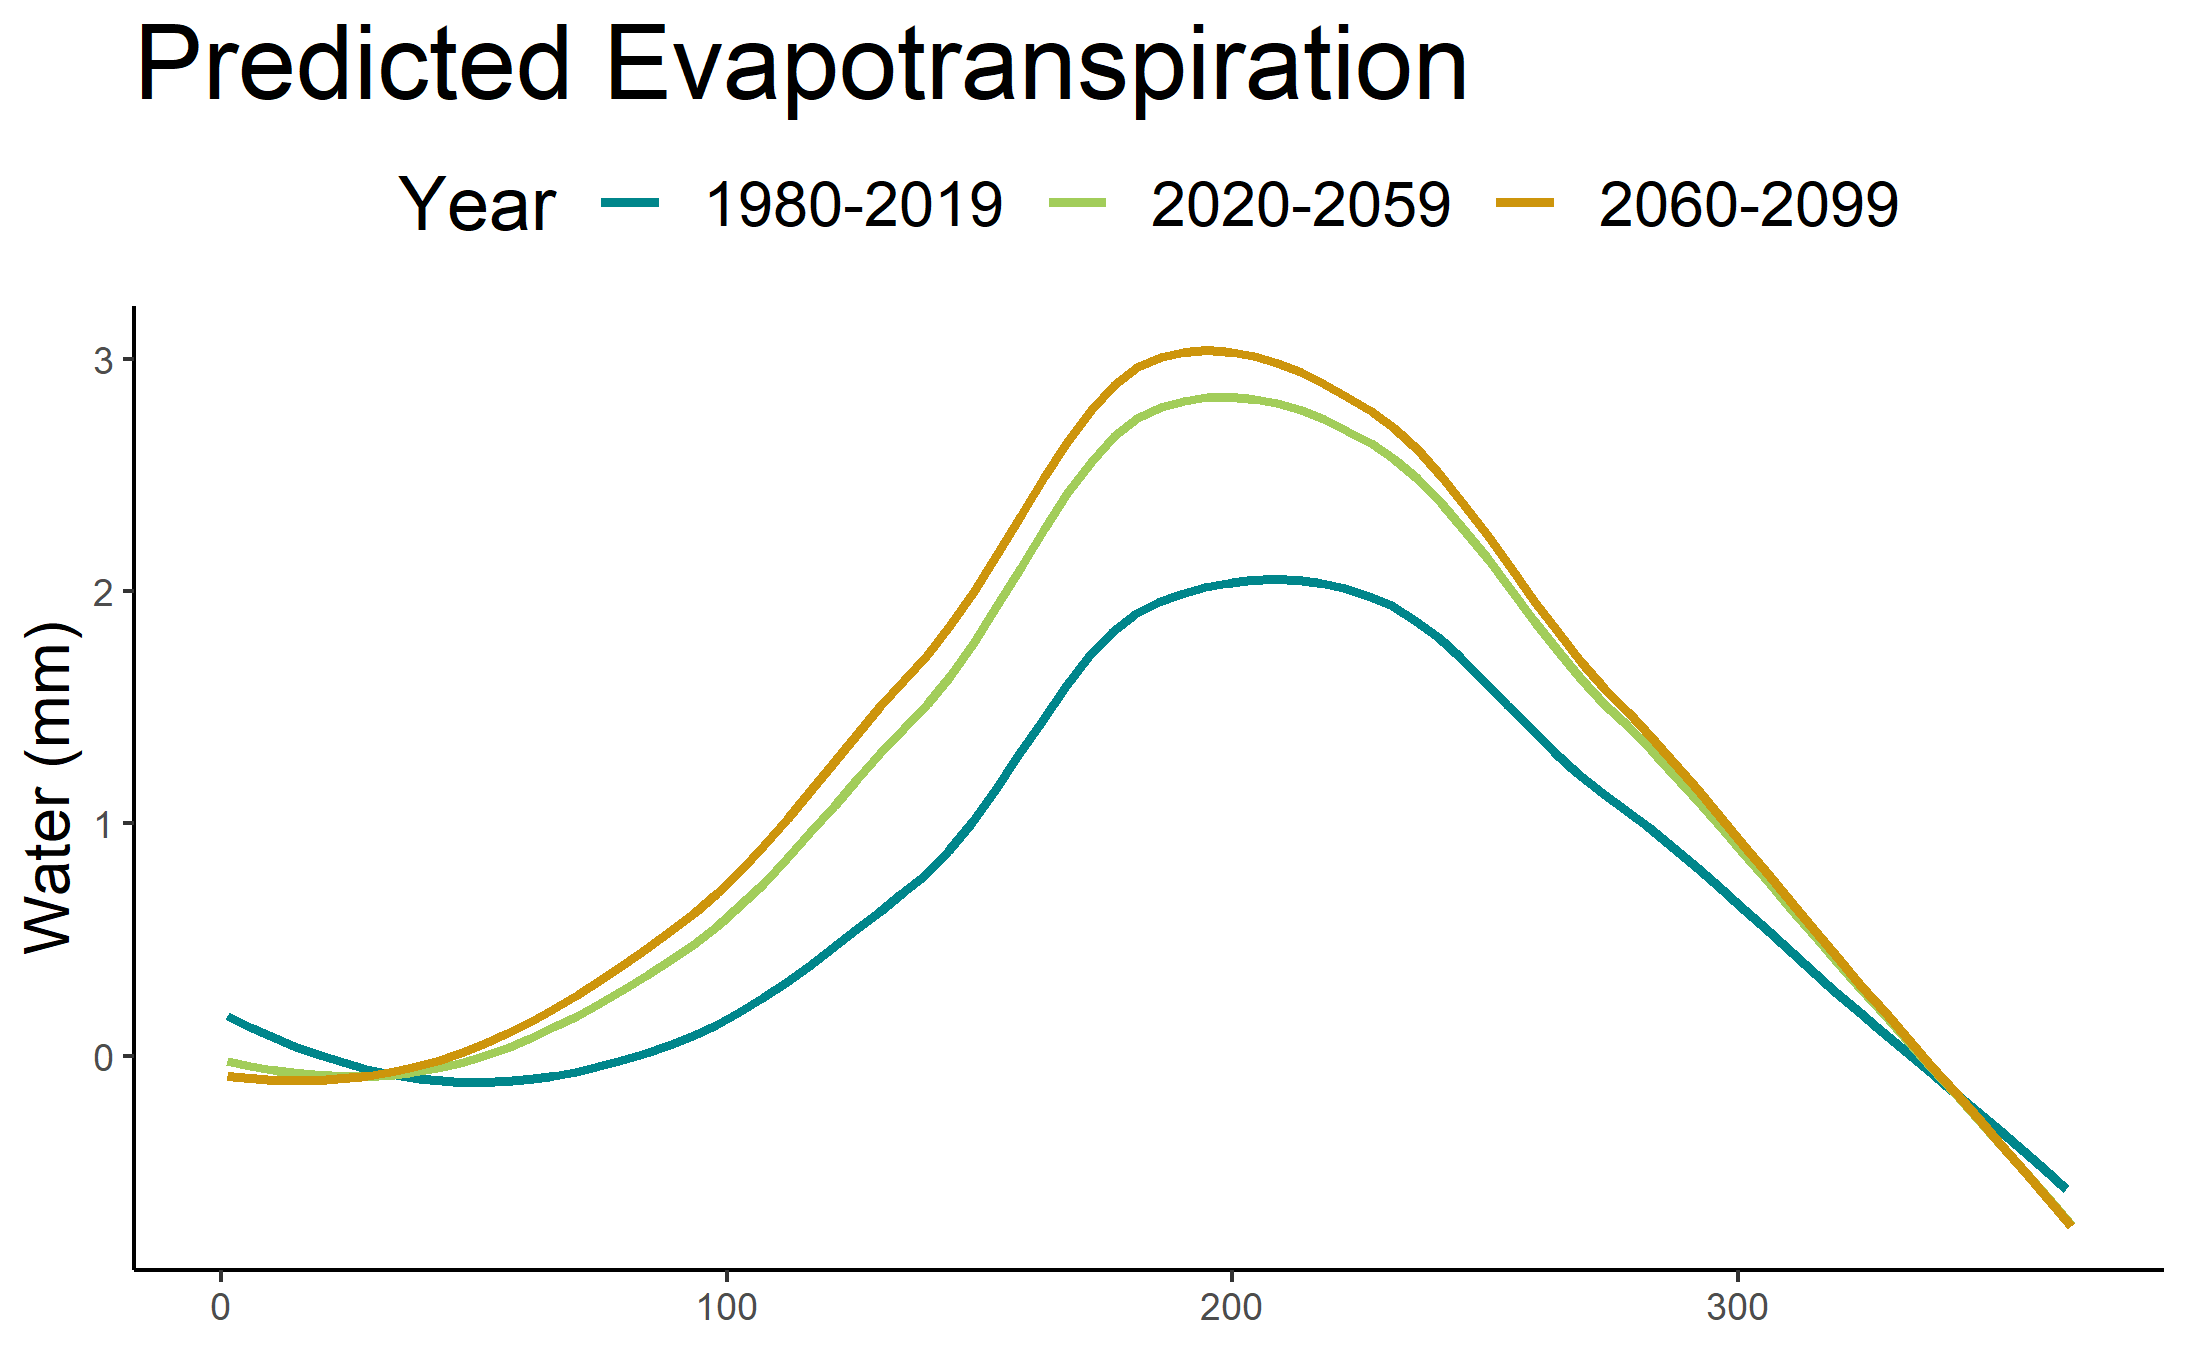 Predicted Evapotranspiration
Year 1980-2019 2020-2059 2060-2099
Water (mm)
3
2
1
0
0 100 200 300